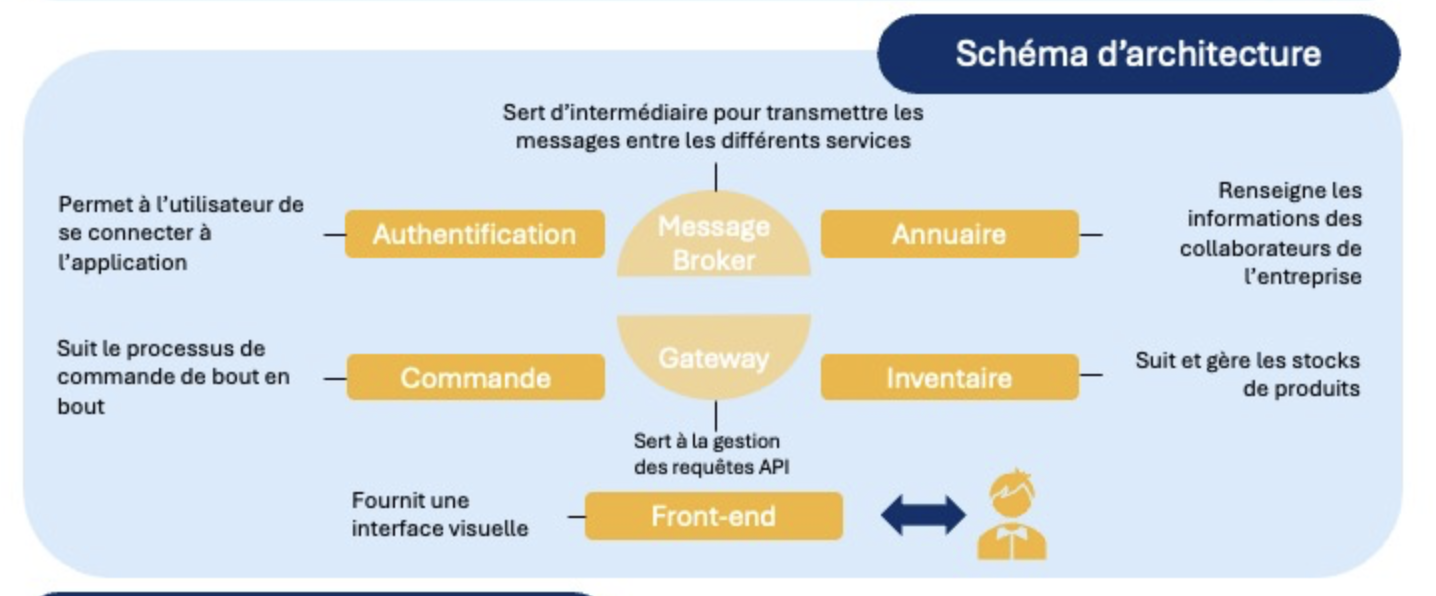 Schéma d’architecture
Sert d’intermédiaire pour transmettre les
messages entre les différents services
Permet à l’utilisateur de
se connecter à
l’application
Authentification
Message
Broker
Annuaire
Renseigne les
informations des
collaborateurs de
l’entreprise
Suit le processus de
commande de bout en
bout
Commande
Gateway
Inventaire
Suit et gère les stocks
de produits
Sert à la gestion
des requêtes API
Fournit une
interface visuelle
Front-end